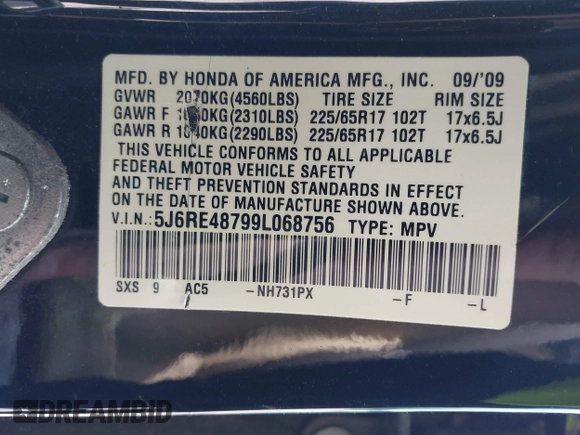 MFD. BY HONDA OF AMERICA MFG., INC. 09/'09
GVWR 2070KG(4560LBS) TIRE SIZE RIM SIZE
GAWR F 1050KG(2310LBS) 225/65R17 102T 17x6.5J
GAWR R 1040KG(2290LBS) 225/65R17 102T 17x6.5J
THIS VEHICLE CONFORMS TO ALL APPLICABLE
FEDERAL MOTOR VEHICLE SAFETY
AND THEFT PREVENTION STANDARDS IN EFFECT
ON THE DATE OF MANUFACTURE SHOWN ABOVE.
V.I.N.: 5J6RE48799L068756 TYPE: MPV
SXS 9 AC5 -NH731PX -F -L
DREAMBID